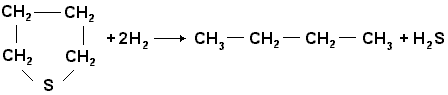 CH₂ — CH₂
CH₂ CH₂ + 2H₂ → CH₃ — CH₂ — CH₂ — CH₃ + H₂S
S